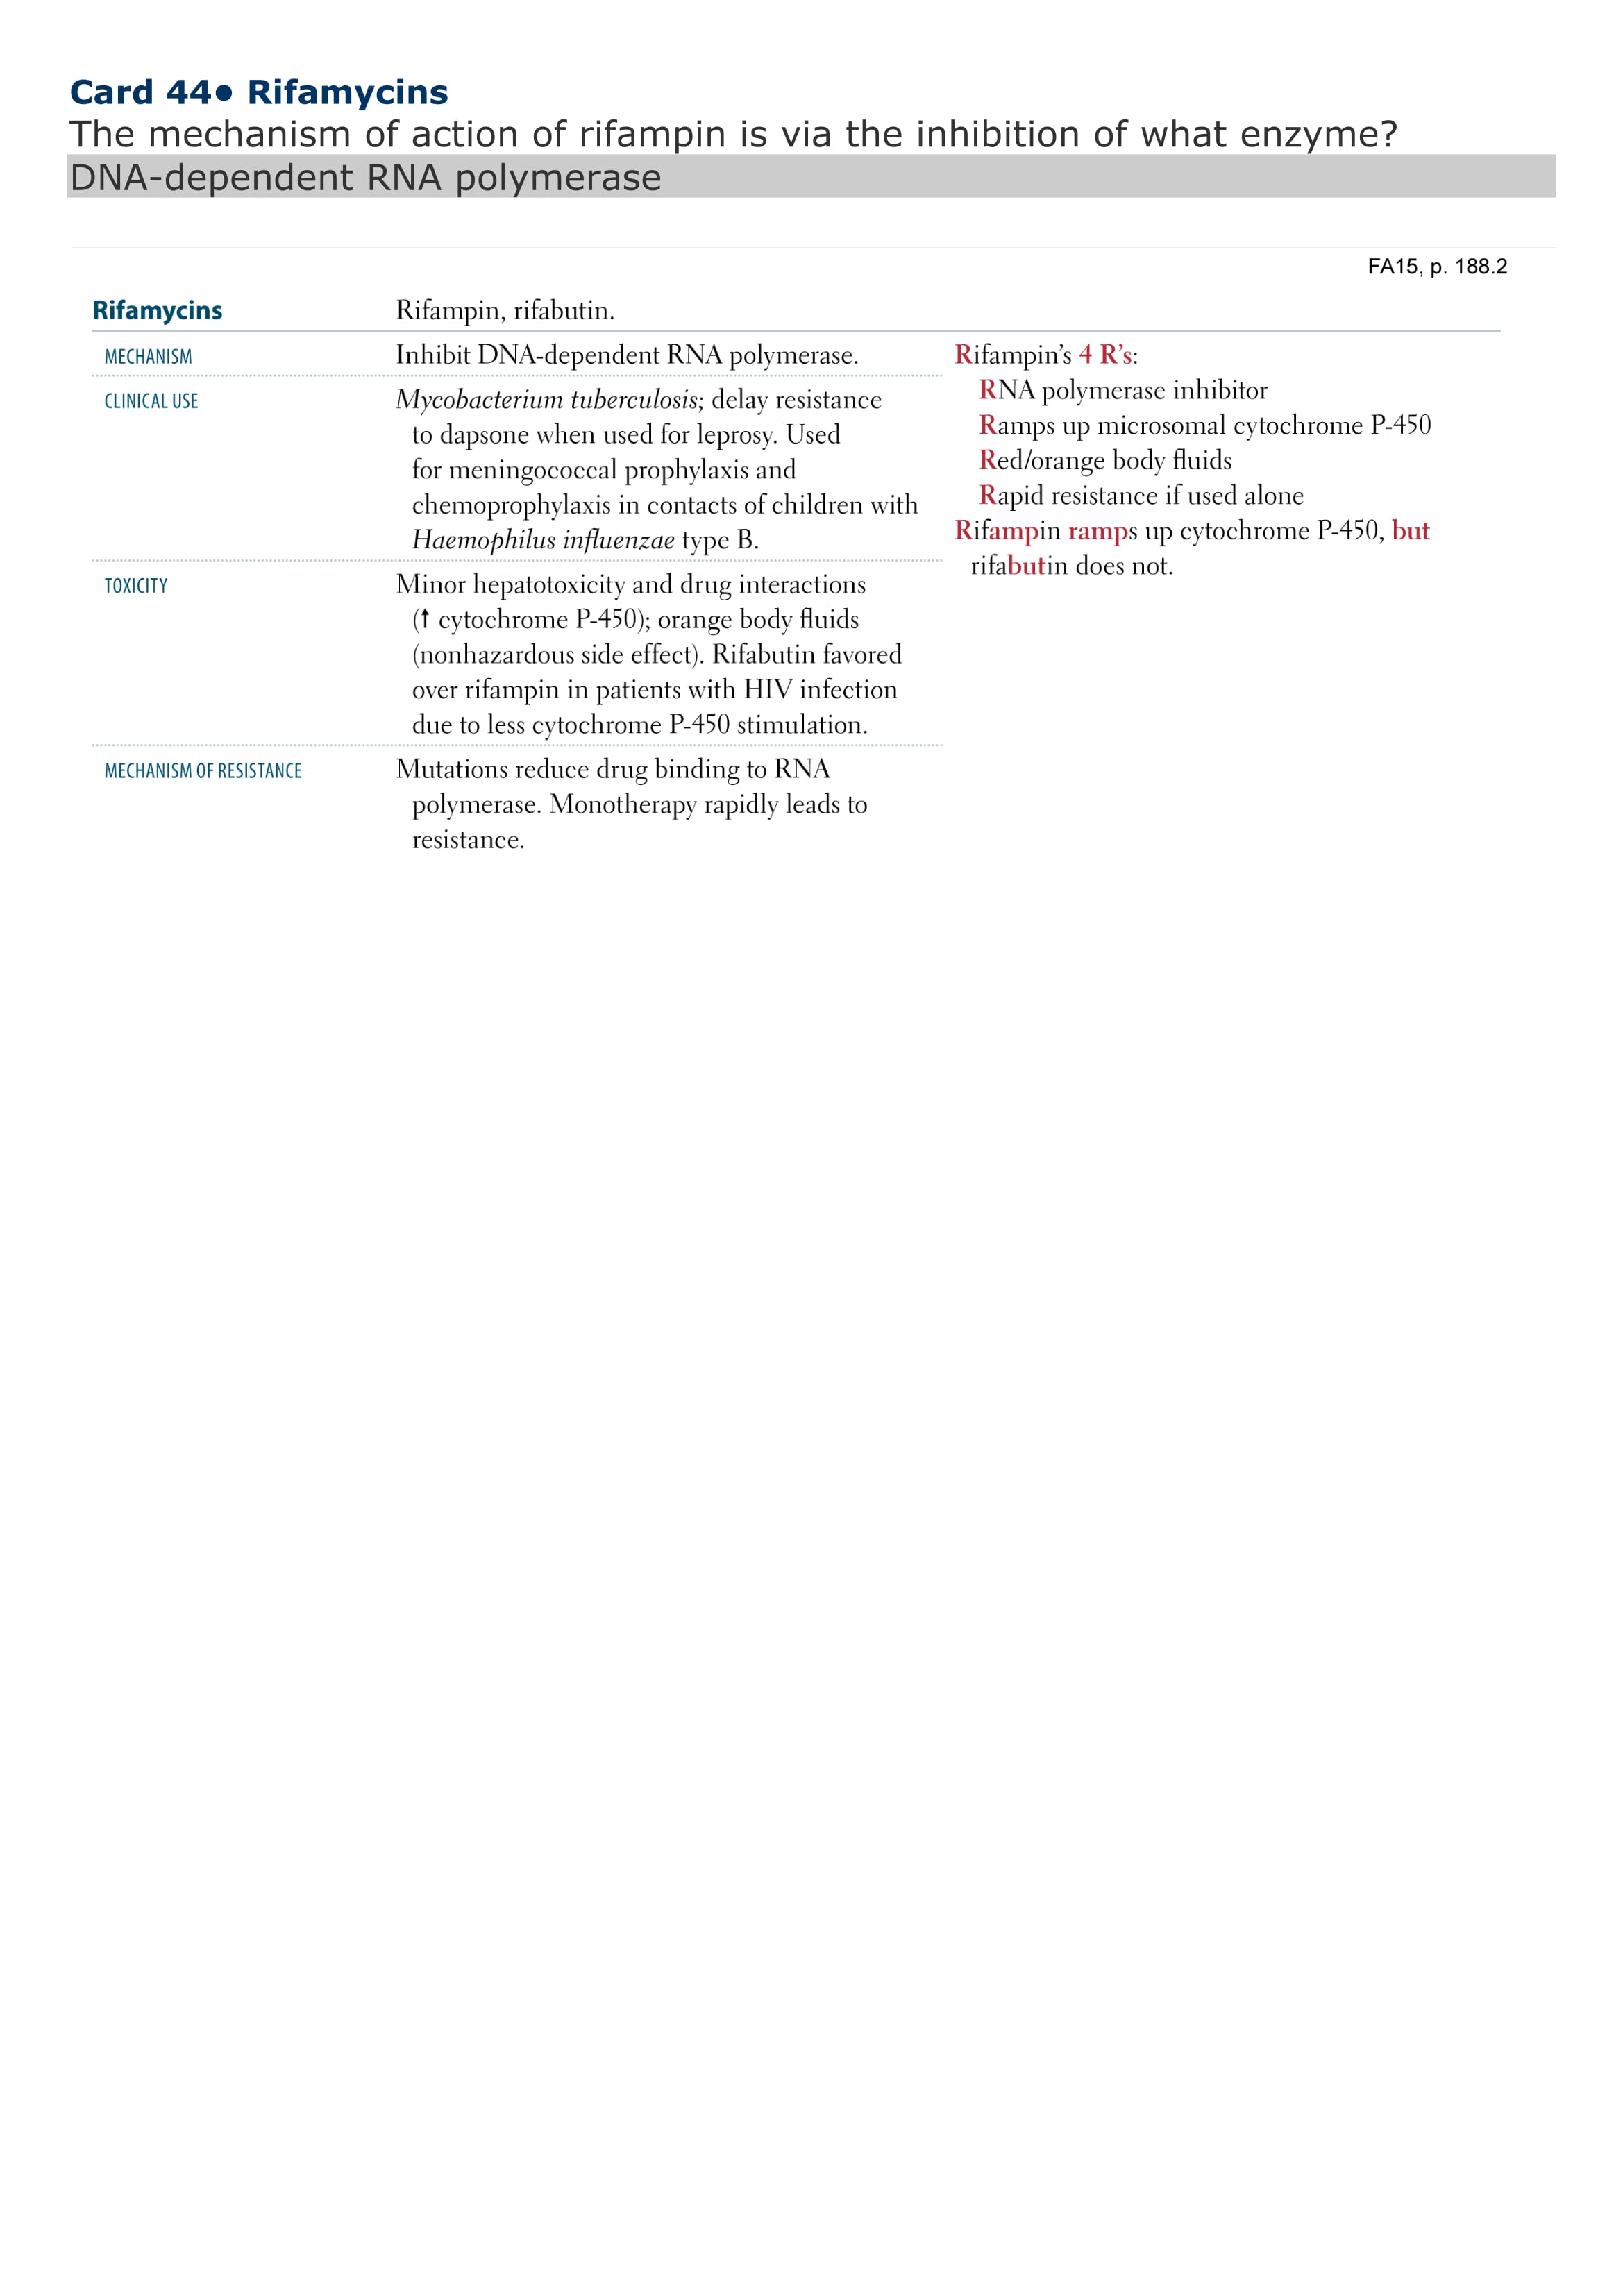 Card 44● Rifamycins
The mechanism of action of rifampin is via the inhibition of what enzyme?
DNA-dependent RNA polymerase
FA15, p. 188.2
Rifamycins Rifampin, rifabutin.
MECHANISM Inhibit DNA-dependent RNA polymerase.
CLINICAL USE Mycobacterium tuberculosis; delay resistance
to dapsone when used for leprosy. Used
for meningococcal prophylaxis and
chemoprophylaxis in contacts of children with
Haemophilus influenzae type B.
TOXICITY Minor hepatotoxicity and drug interactions
(↑ cytochrome P-450); orange body fluids
(nonhazardous side effect). Rifabutin favored
over rifampin in patients with HIV infection
due to less cytochrome P-450 stimulation.
MECHANISM OF RESISTANCE Mutations reduce drug binding to RNA
polymerase. Monotherapy rapidly leads to
resistance.
Rifampin’s 4 R’s:
RNA polymerase inhibitor
Ramps up microsomal cytochrome P-450
Red/orange body fluids
Rapid resistance if used alone
Rifampin ramps up cytochrome P-450, but
rifabutin does not.